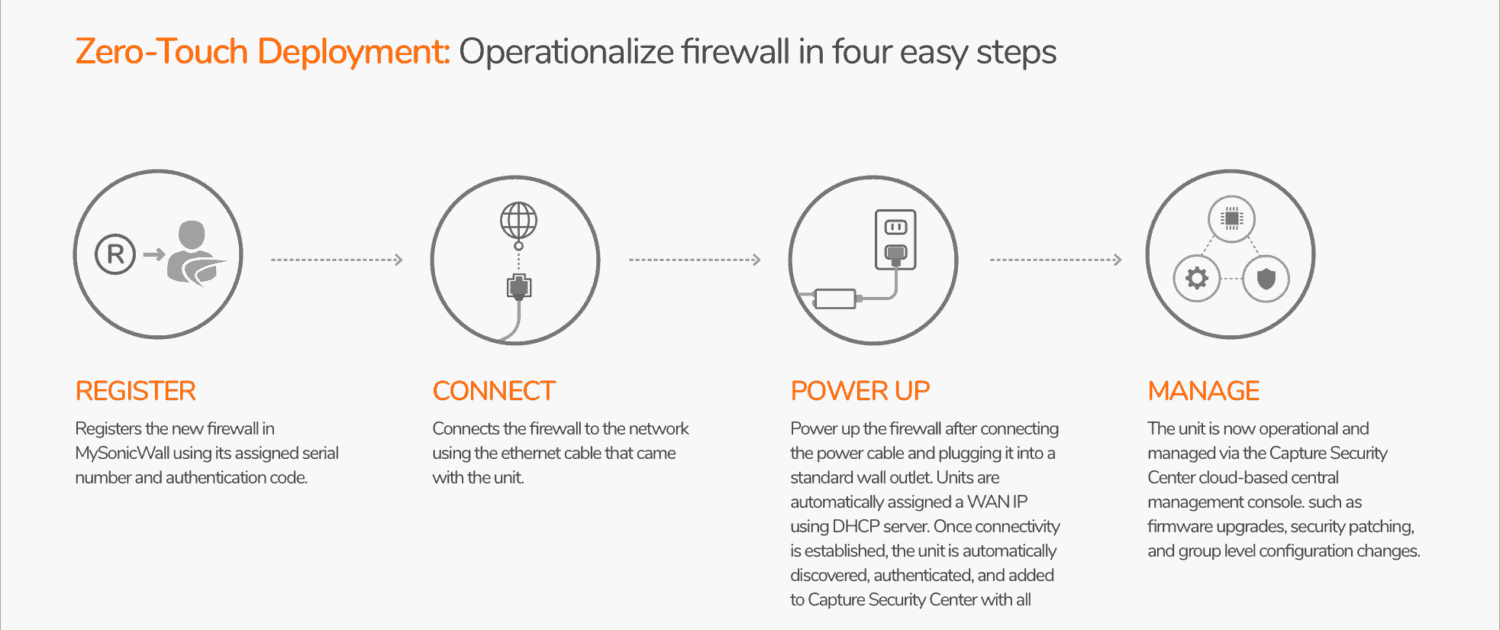 Zero-Touch Deployment: Operationalize firewall in four easy steps
R
REGISTER
Registers the new firewall in
MySonicWall using its assigned serial
number and authentication code.
CONNECT
Connects the firewall to the network
using the ethernet cable that came
with the unit.
POWER UP
Power up the firewall after connecting
the power cable and plugging it into a
standard wall outlet. Units are
automatically assigned a WAN IP
using DHCP server. Once connectivity
is established, the unit is automatically
discovered, authenticated, and added
to Capture Security Center with all
MANAGE
The unit is now operational and
managed via the Capture Security
Center cloud-based central
management console. such as
firmware upgrades, security patching,
and group level configuration changes.